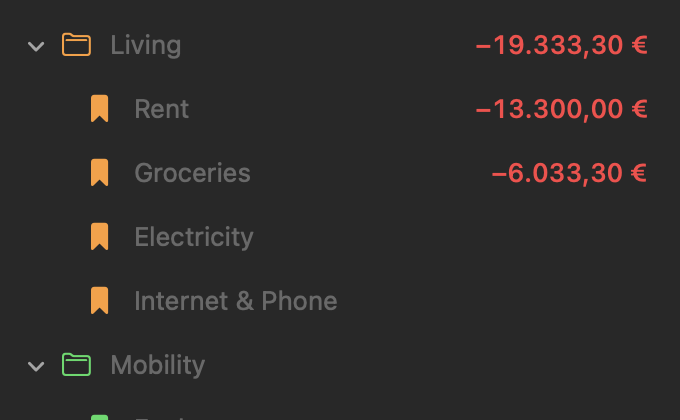 Living −19.333,30 €
Rent −13.300,00 €
Groceries −6.033,30 €
Electricity
Internet & Phone
Mobility